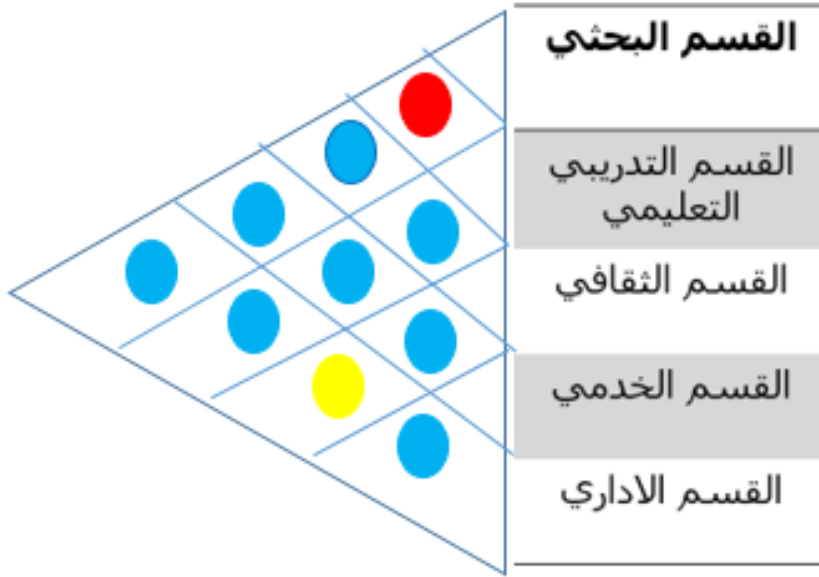 القسم البحثي
القسم التدريبي
التعليمي
القسم الثقافي
القسم الخدمي
القسم الاداري